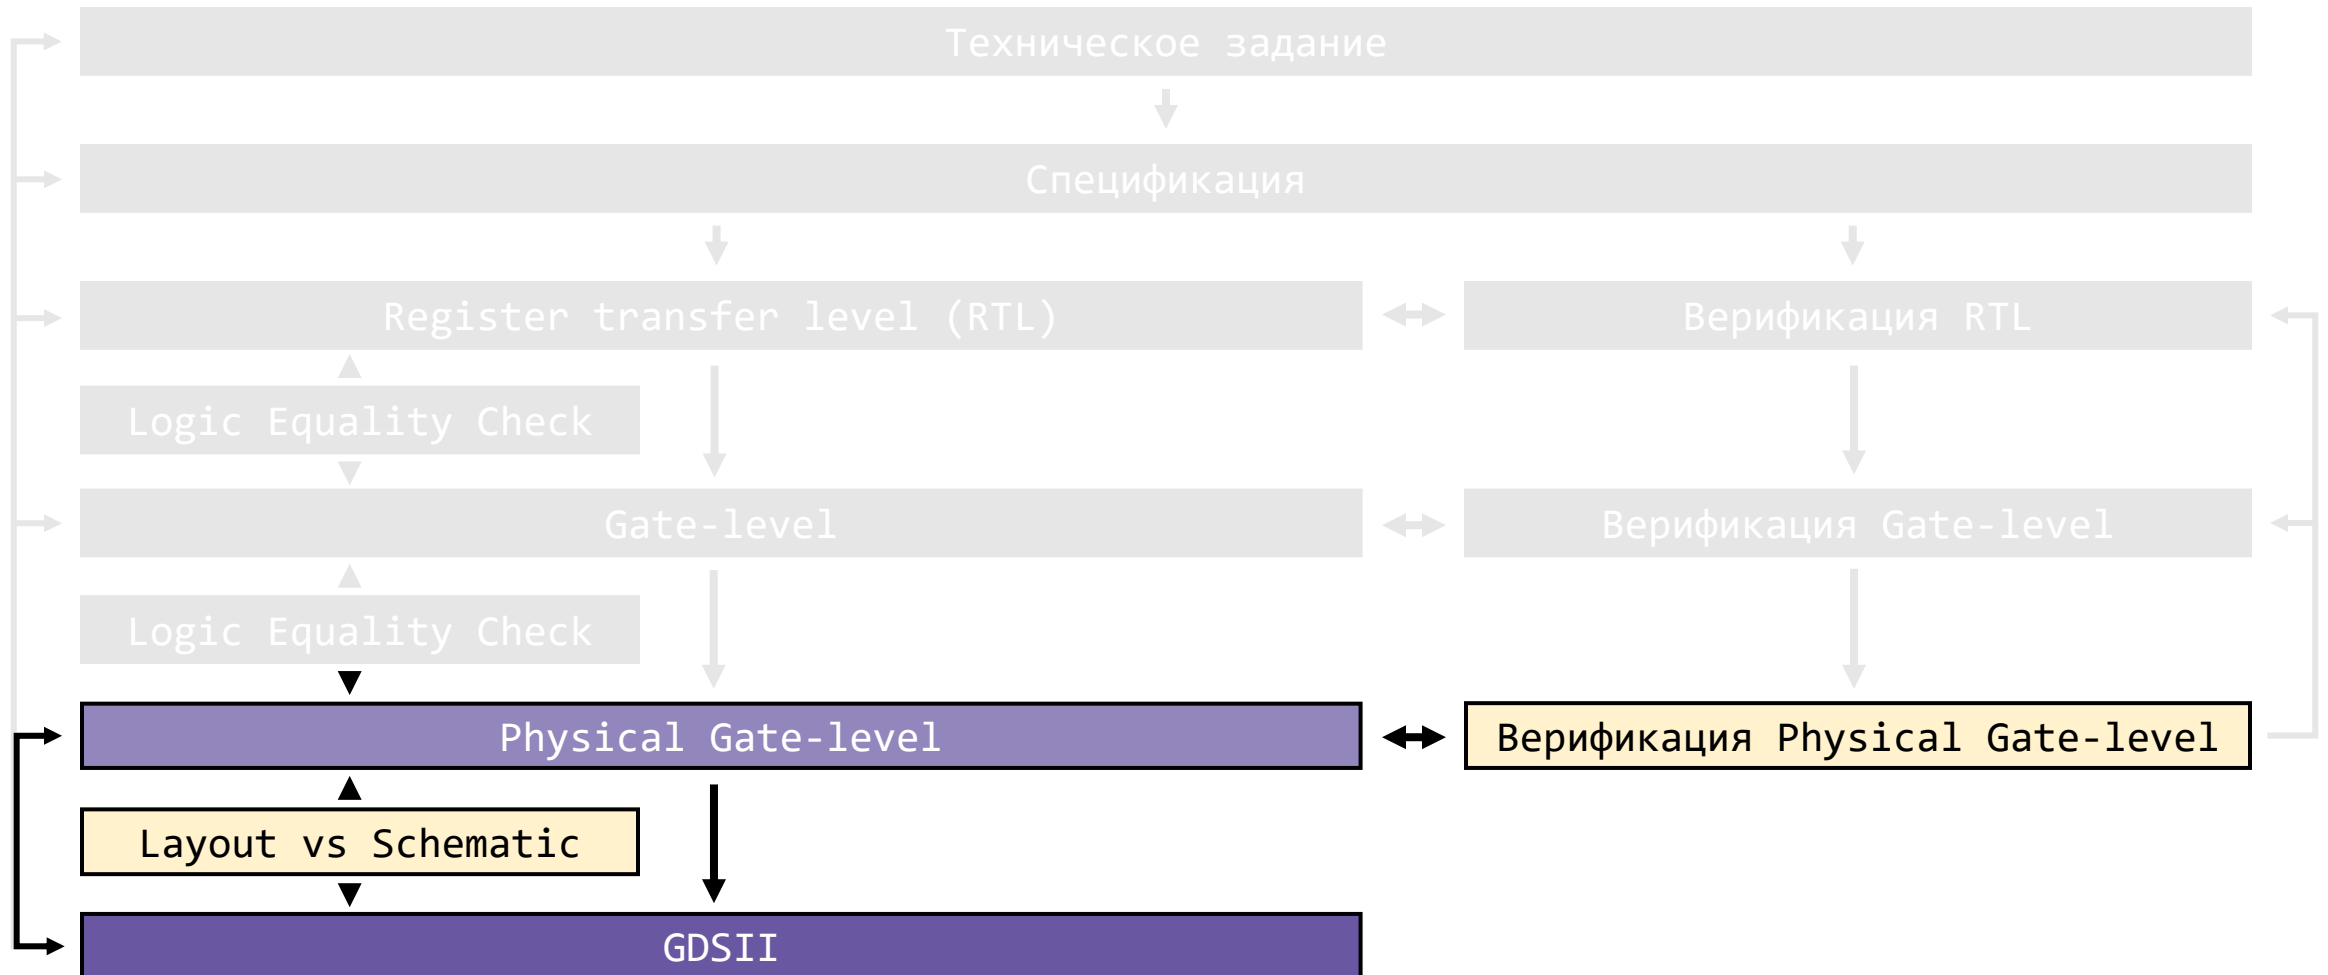 Техническое задание
Спецификация
Register transfer level (RTL)
Верификация RTL
Logic Equality Check
Gate-level
Верификация Gate-level
Logic Equality Check
Physical Gate-level
Верификация Physical Gate-level
Layout vs Schematic
GDSII